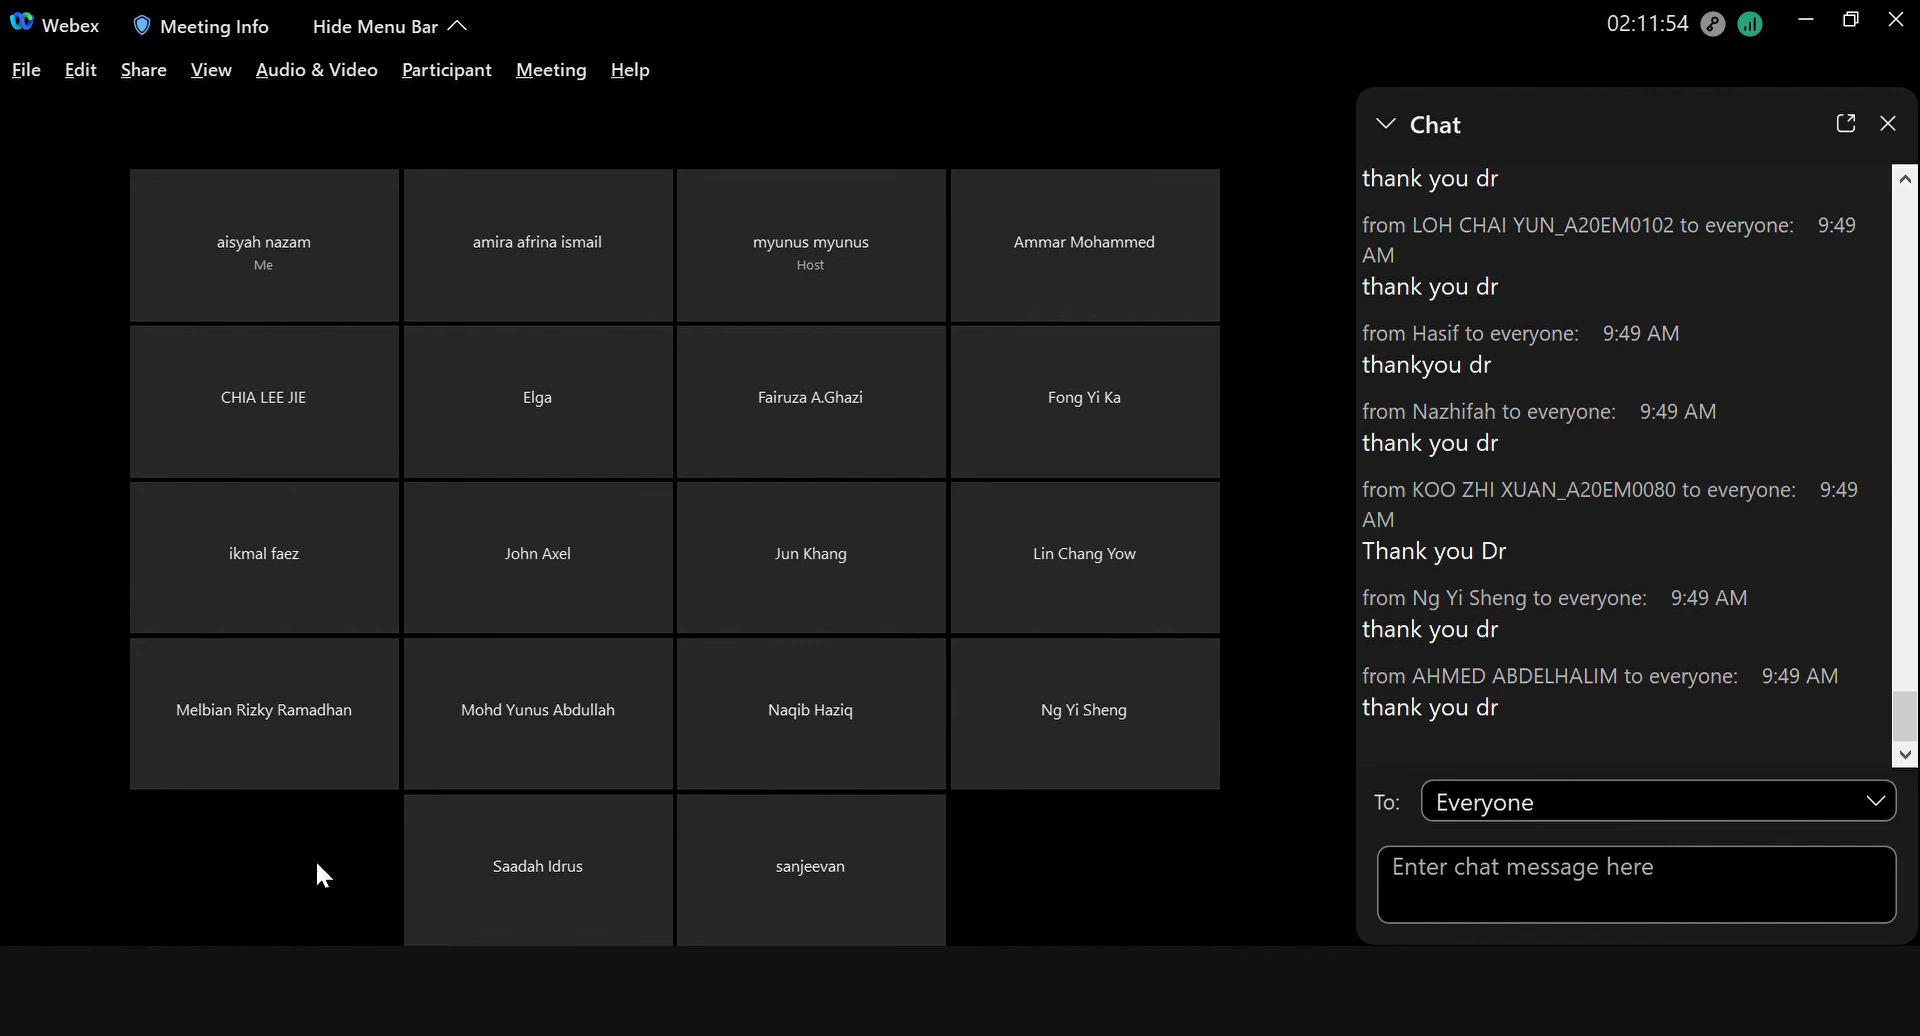 Webex
Meeting Info
Hide Menu Bar
02:11:54
File Edit Share View Audio & Video Participant Meeting Help
aisyah nazam
Me
amira afrina ismail
myunus myunus
Host
Ammar Mohammed
CHIA LEE JIE
Elga
Fairuza A.Ghazi
Fong Yi Ka
ikmal faez
John Axel
Jun Khang
Lin Chang Yow
Melbian Rizky Ramadhan
Mohd Yunus Abdullah
Naqib Haziq
Ng Yi Sheng
Saadah Idrus
sanjeevan
Chat
thank you dr
from LOH CHAI YUN_A20EM0102 to everyone: 9:49
AM
thank you dr
from Hasif to everyone: 9:49 AM
thankyou dr
from Nazhifah to everyone: 9:49 AM
thank you dr
from KOO ZHI XUAN_A20EM0080 to everyone: 9:49
AM
Thank you Dr
from Ng Yi Sheng to everyone: 9:49 AM
thank you dr
from AHMED ABDELHALIM to everyone: 9:49 AM
thank you dr
To: Everyone
Enter chat message here